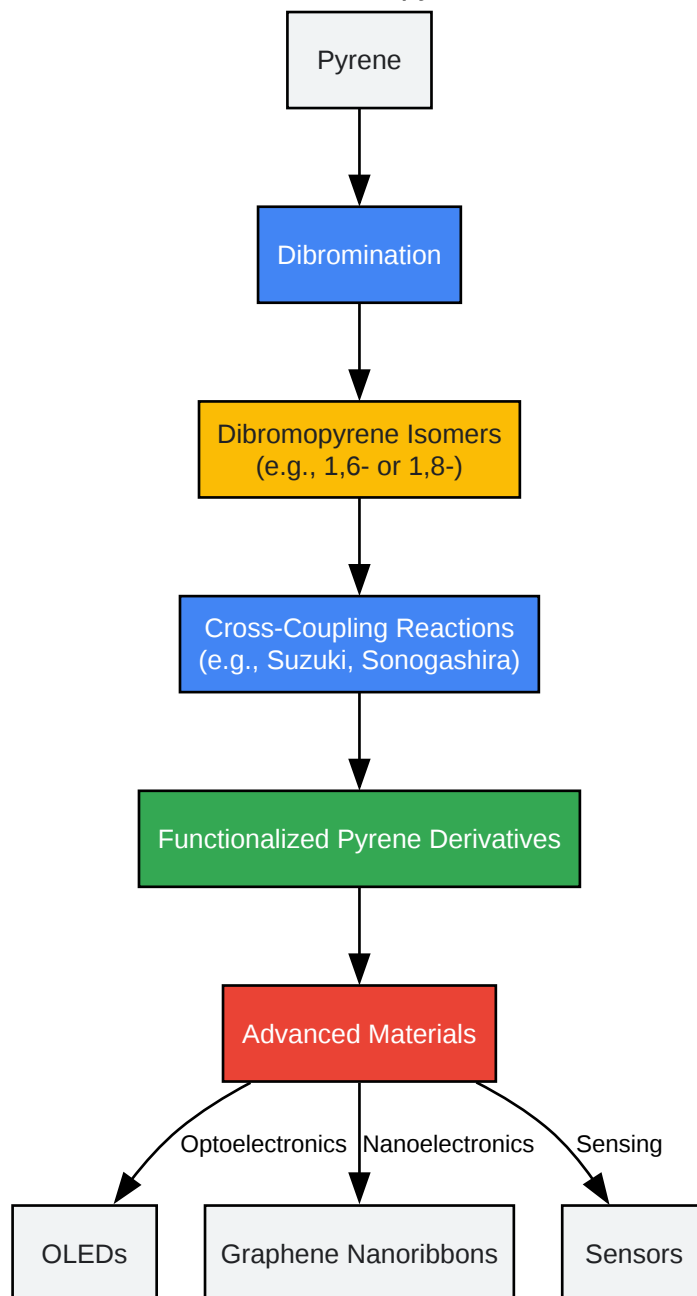 Pyrene
Dibromination
Dibromopyrene Isomers
(e.g., 1,6- or 1,8-)
Cross-Coupling Reactions
(e.g., Suzuki, Sonogashira)
Functionalized Pyrene Derivatives
Advanced Materials
Optoelectronics
Nanoelectronics
Sensing
OLEDs
Graphene Nanoribbons
Sensors